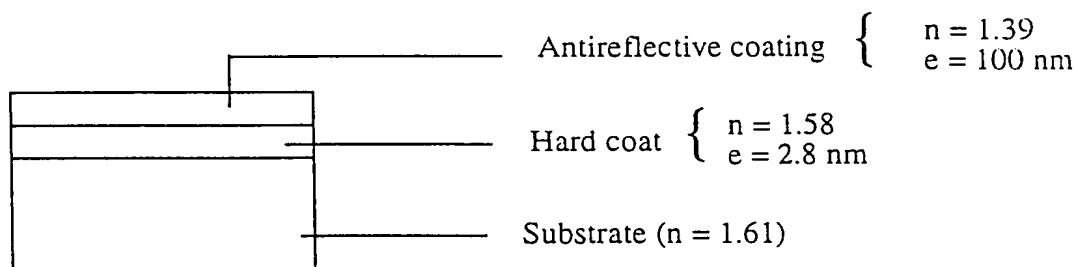 Antireflective coating { n = 1.39
e = 100 nm
Hard coat { n = 1.58
e = 2.8 nm
Substrate (n = 1.61)